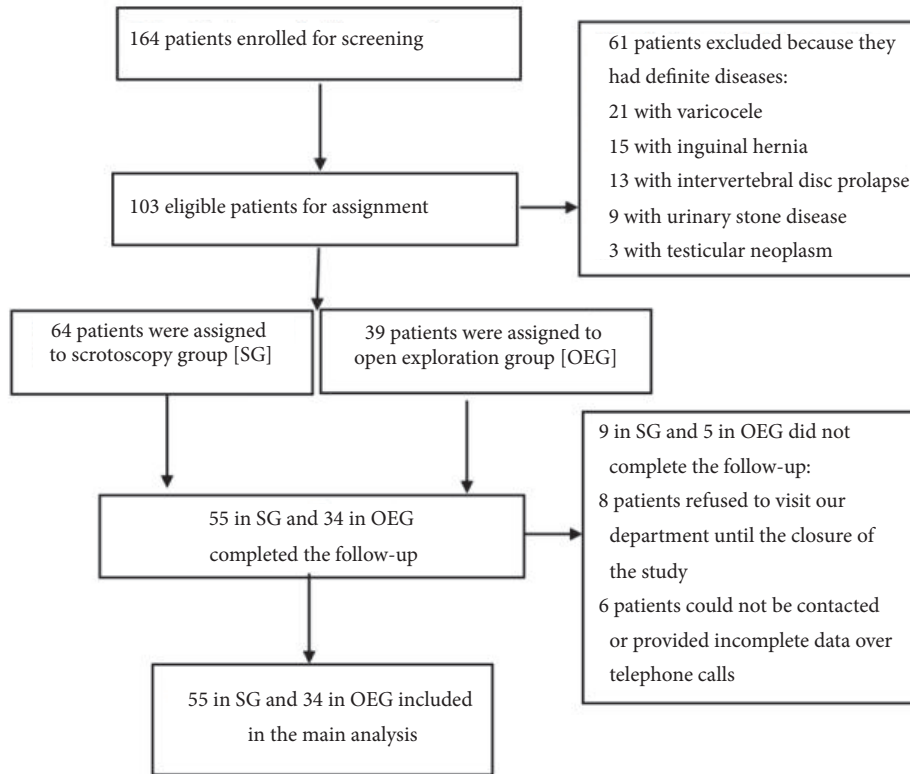 164 patients enrolled for screening
61 patients excluded because they
had definite diseases:
21 with varicocele
15 with inguinal hernia
13 with intervertebral disc prolapse
9 with urinary stone disease
3 with testicular neoplasm
103 eligible patients for assignment
64 patients were assigned
to scrotoscopy group [SG]
39 patients were assigned to
open exploration group [OEG]
9 in SG and 5 in OEG did not
complete the follow-up:
8 patients refused to visit our
department until the closure of
the study
6 patients could not be contacted
or provided incomplete data over
telephone calls
55 in SG and 34 in OEG
completed the follow-up
55 in SG and 34 in OEG included
in the main analysis